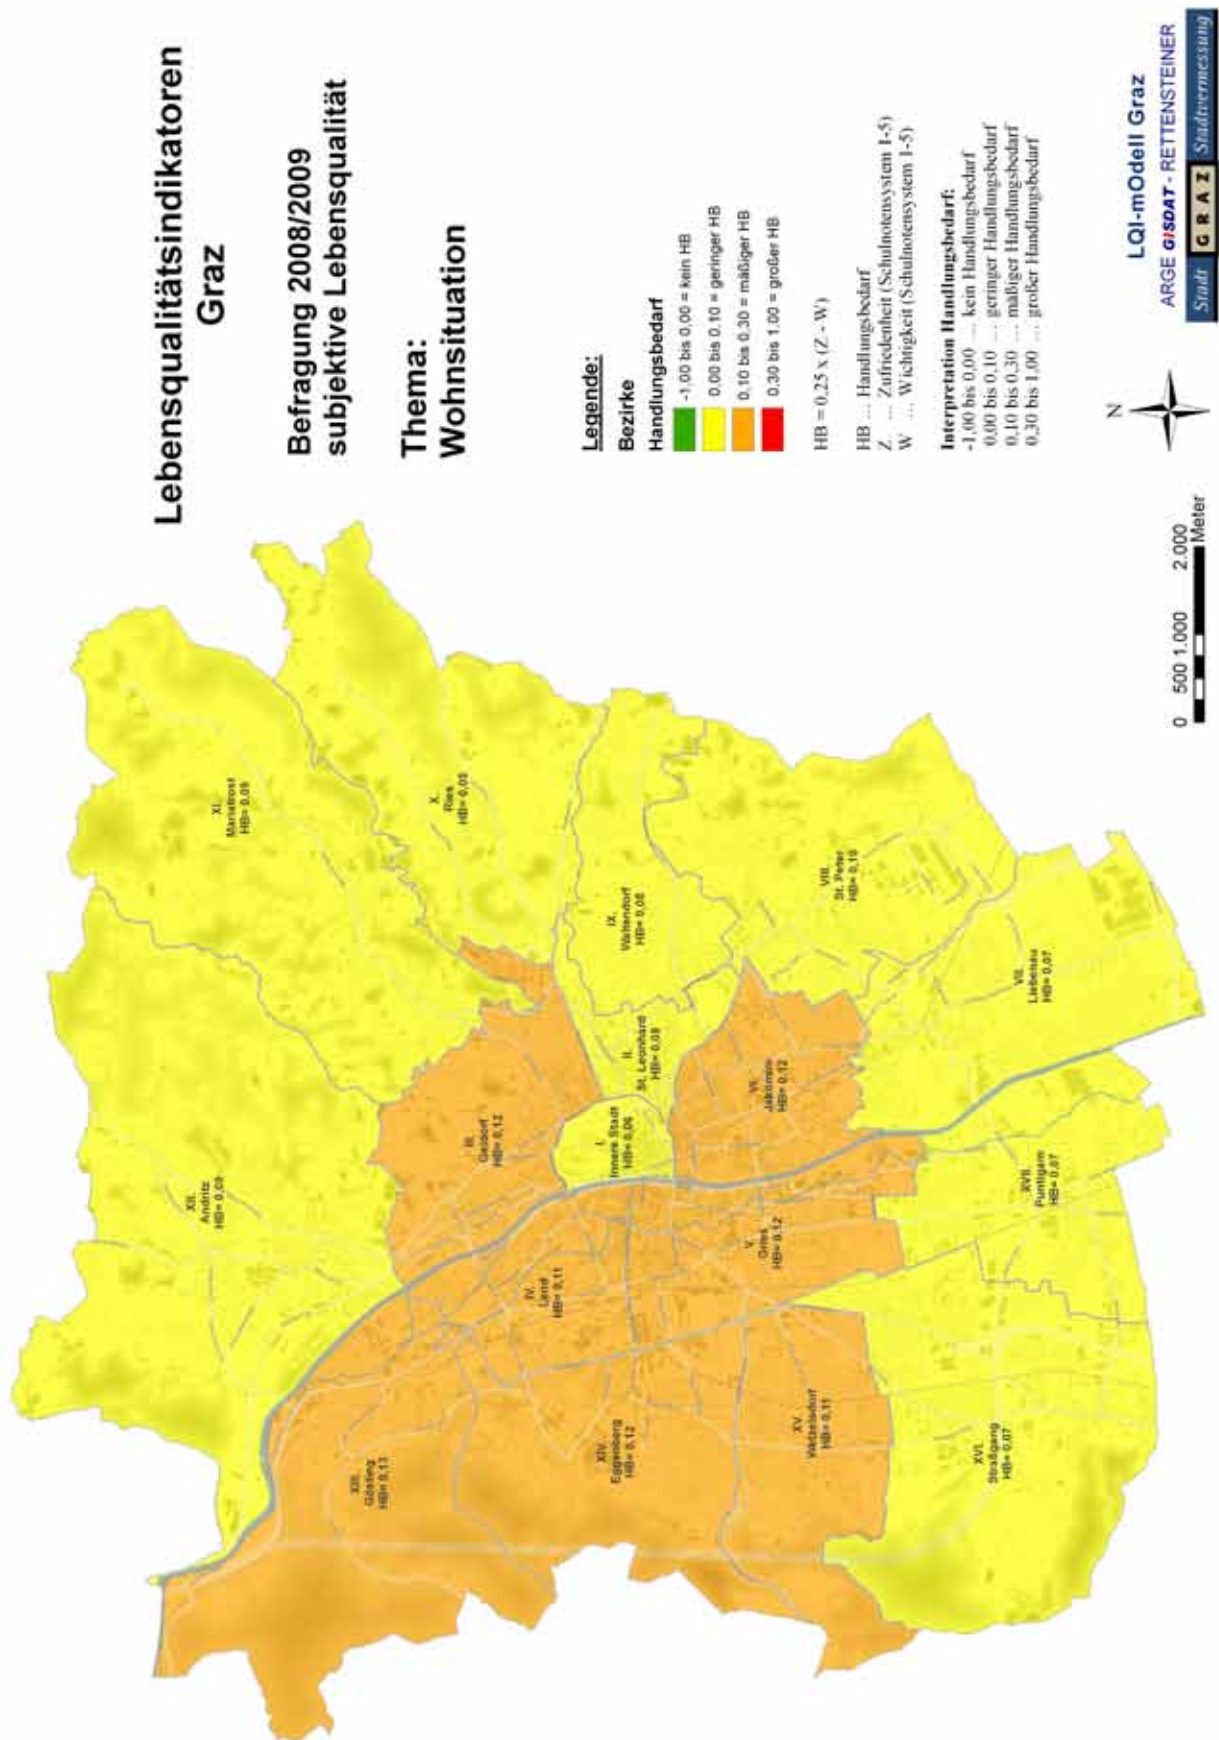 Lebensqualitätsindikatoren
Graz
Befragung 2008/2009
subjektive Lebensqualität
Thema:
Wohnsituation
Legende:
Bezirke
Handlungsbedarf
-1,00 bis 0,00 = kein HB
0,00 bis 0,10 = geringer HB
0,10 bis 0,30 = mäßiger HB
0,30 bis 1,00 = großer HB
HB = 0,25 x (Z - W)
HB ... Handlungsbedarf
Z ... Zufriedenheit (Schulnotensystem 1-5)
W ... Wichtigkeit (Schulnotensystem 1-5)
Interpretation Handlungsbedarf:
-1,00 bis 0,00 ... kein Handlungsbedarf
0,00 bis 0,10 ... geringer Handlungsbedarf
0,10 bis 0,30 ... mäßiger Handlungsbedarf
0,30 bis 1,00 ... großer Handlungsbedarf
XII.
Andritz
HB= 0,09
XI.
Mariatrost
HB= 0,09
X.
Ries
XIII.
Gösting
HB= 0,13
III.
Geidorf
HB= 0,12
IV.
Lend
HB= 0,11
I.
Innere Stadt
HB= 0,06
II.
St. Leonhard
HB= 0,08
IX.
Waltendorf
HB= 0,08
XIV.
Eggenberg
HB= 0,12
V.
Gries
HB= 0,12
VI.
Jakomini
HB= 0,12
VIII.
St. Peter
HB= 0,10
XV.
Wetzelsdorf
HB= 0,11
XVI.
Straßgang
HB= 0,07
XVII.
Puntigam
HB= 0,07
VII.
Liebenau
HB= 0,07
0 500 1.000 2.000
Meter
N
LQI-mOdell Graz
ARGE GISDAT - RETTENSTEINER
Stadt GRAZ Stadtvermessung